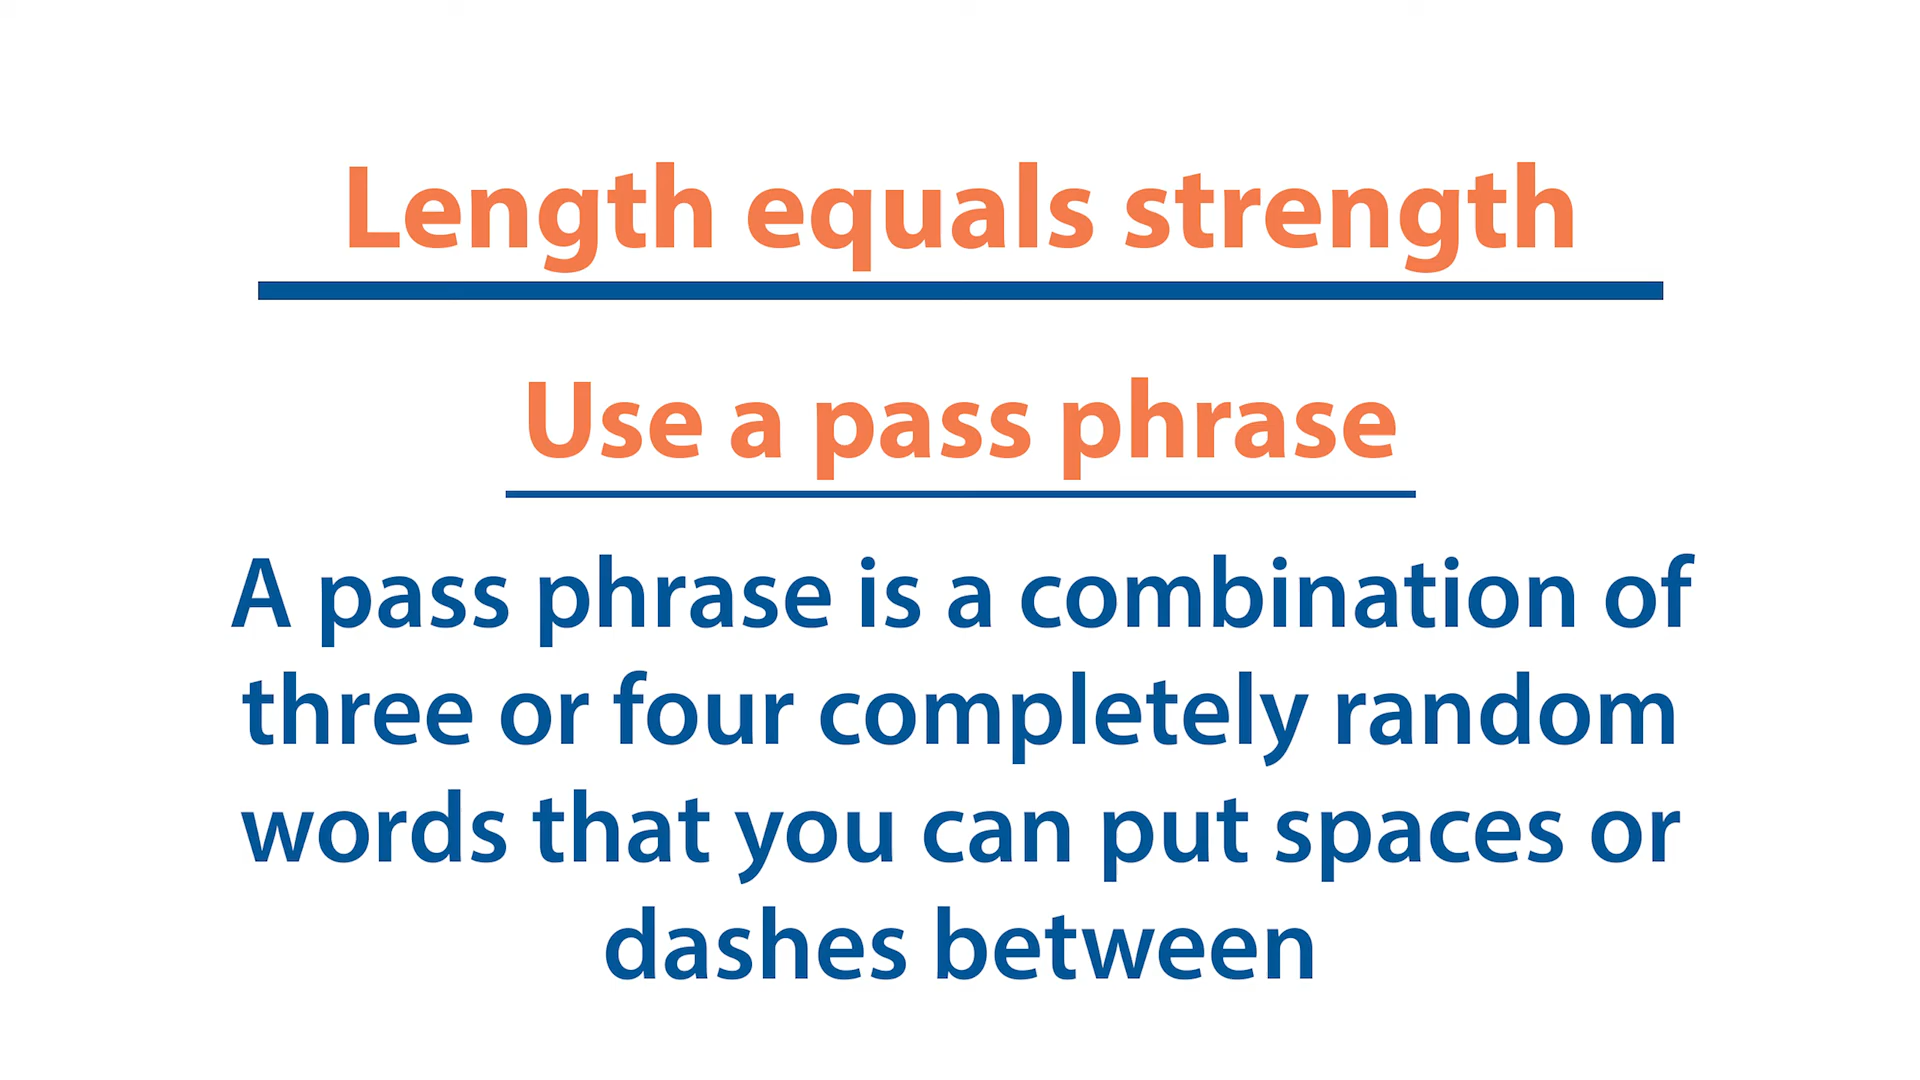 Length equals strength
Use a pass phrase
A pass phrase is a combination of
three or four completely random
words that you can put spaces or
dashes between